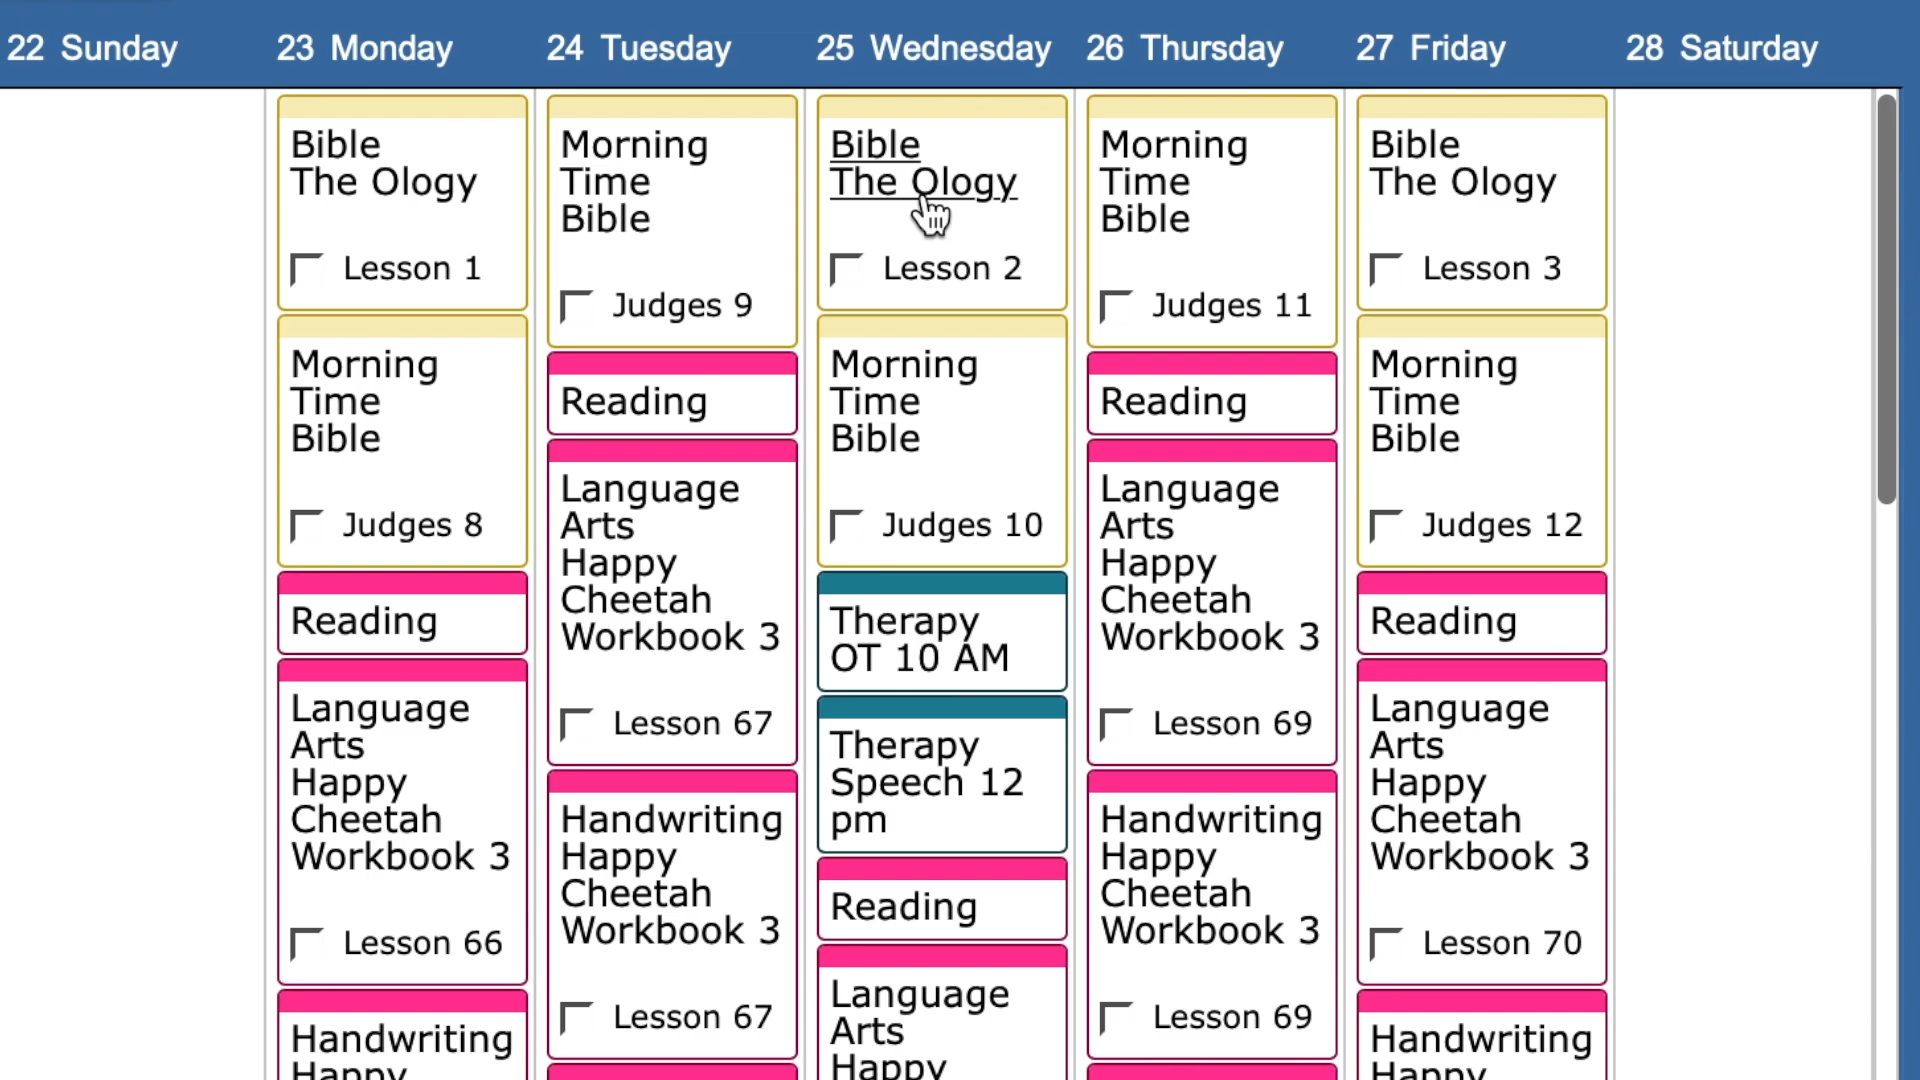 22 Sunday
23 Monday
24 Tuesday
25 Wednesday
26 Thursday
27 Friday
28 Saturday
Bible
The Ology
Lesson 1
Morning
Time
Bible
Judges 8
Reading
Language
Arts
Happy
Cheetah
Workbook 3
Lesson 66
Handwriting
Happy
Morning
Time
Bible
Judges 9
Reading
Language
Arts
Happy
Cheetah
Workbook 3
Lesson 67
Handwriting
Happy
Cheetah
Workbook 3
Lesson 67
Bible
The Ology
Lesson 2
Morning
Time
Bible
Judges 10
Therapy
OT 10 AM
Therapy
Speech 12
pm
Reading
Language
Arts
Happy
Morning
Time
Bible
Judges 11
Reading
Language
Arts
Happy
Cheetah
Workbook 3
Lesson 69
Handwriting
Happy
Cheetah
Workbook 3
Lesson 69
Bible
The Ology
Lesson 3
Morning
Time
Bible
Judges 12
Reading
Language
Arts
Happy
Cheetah
Workbook 3
Lesson 70
Handwriting
Happy